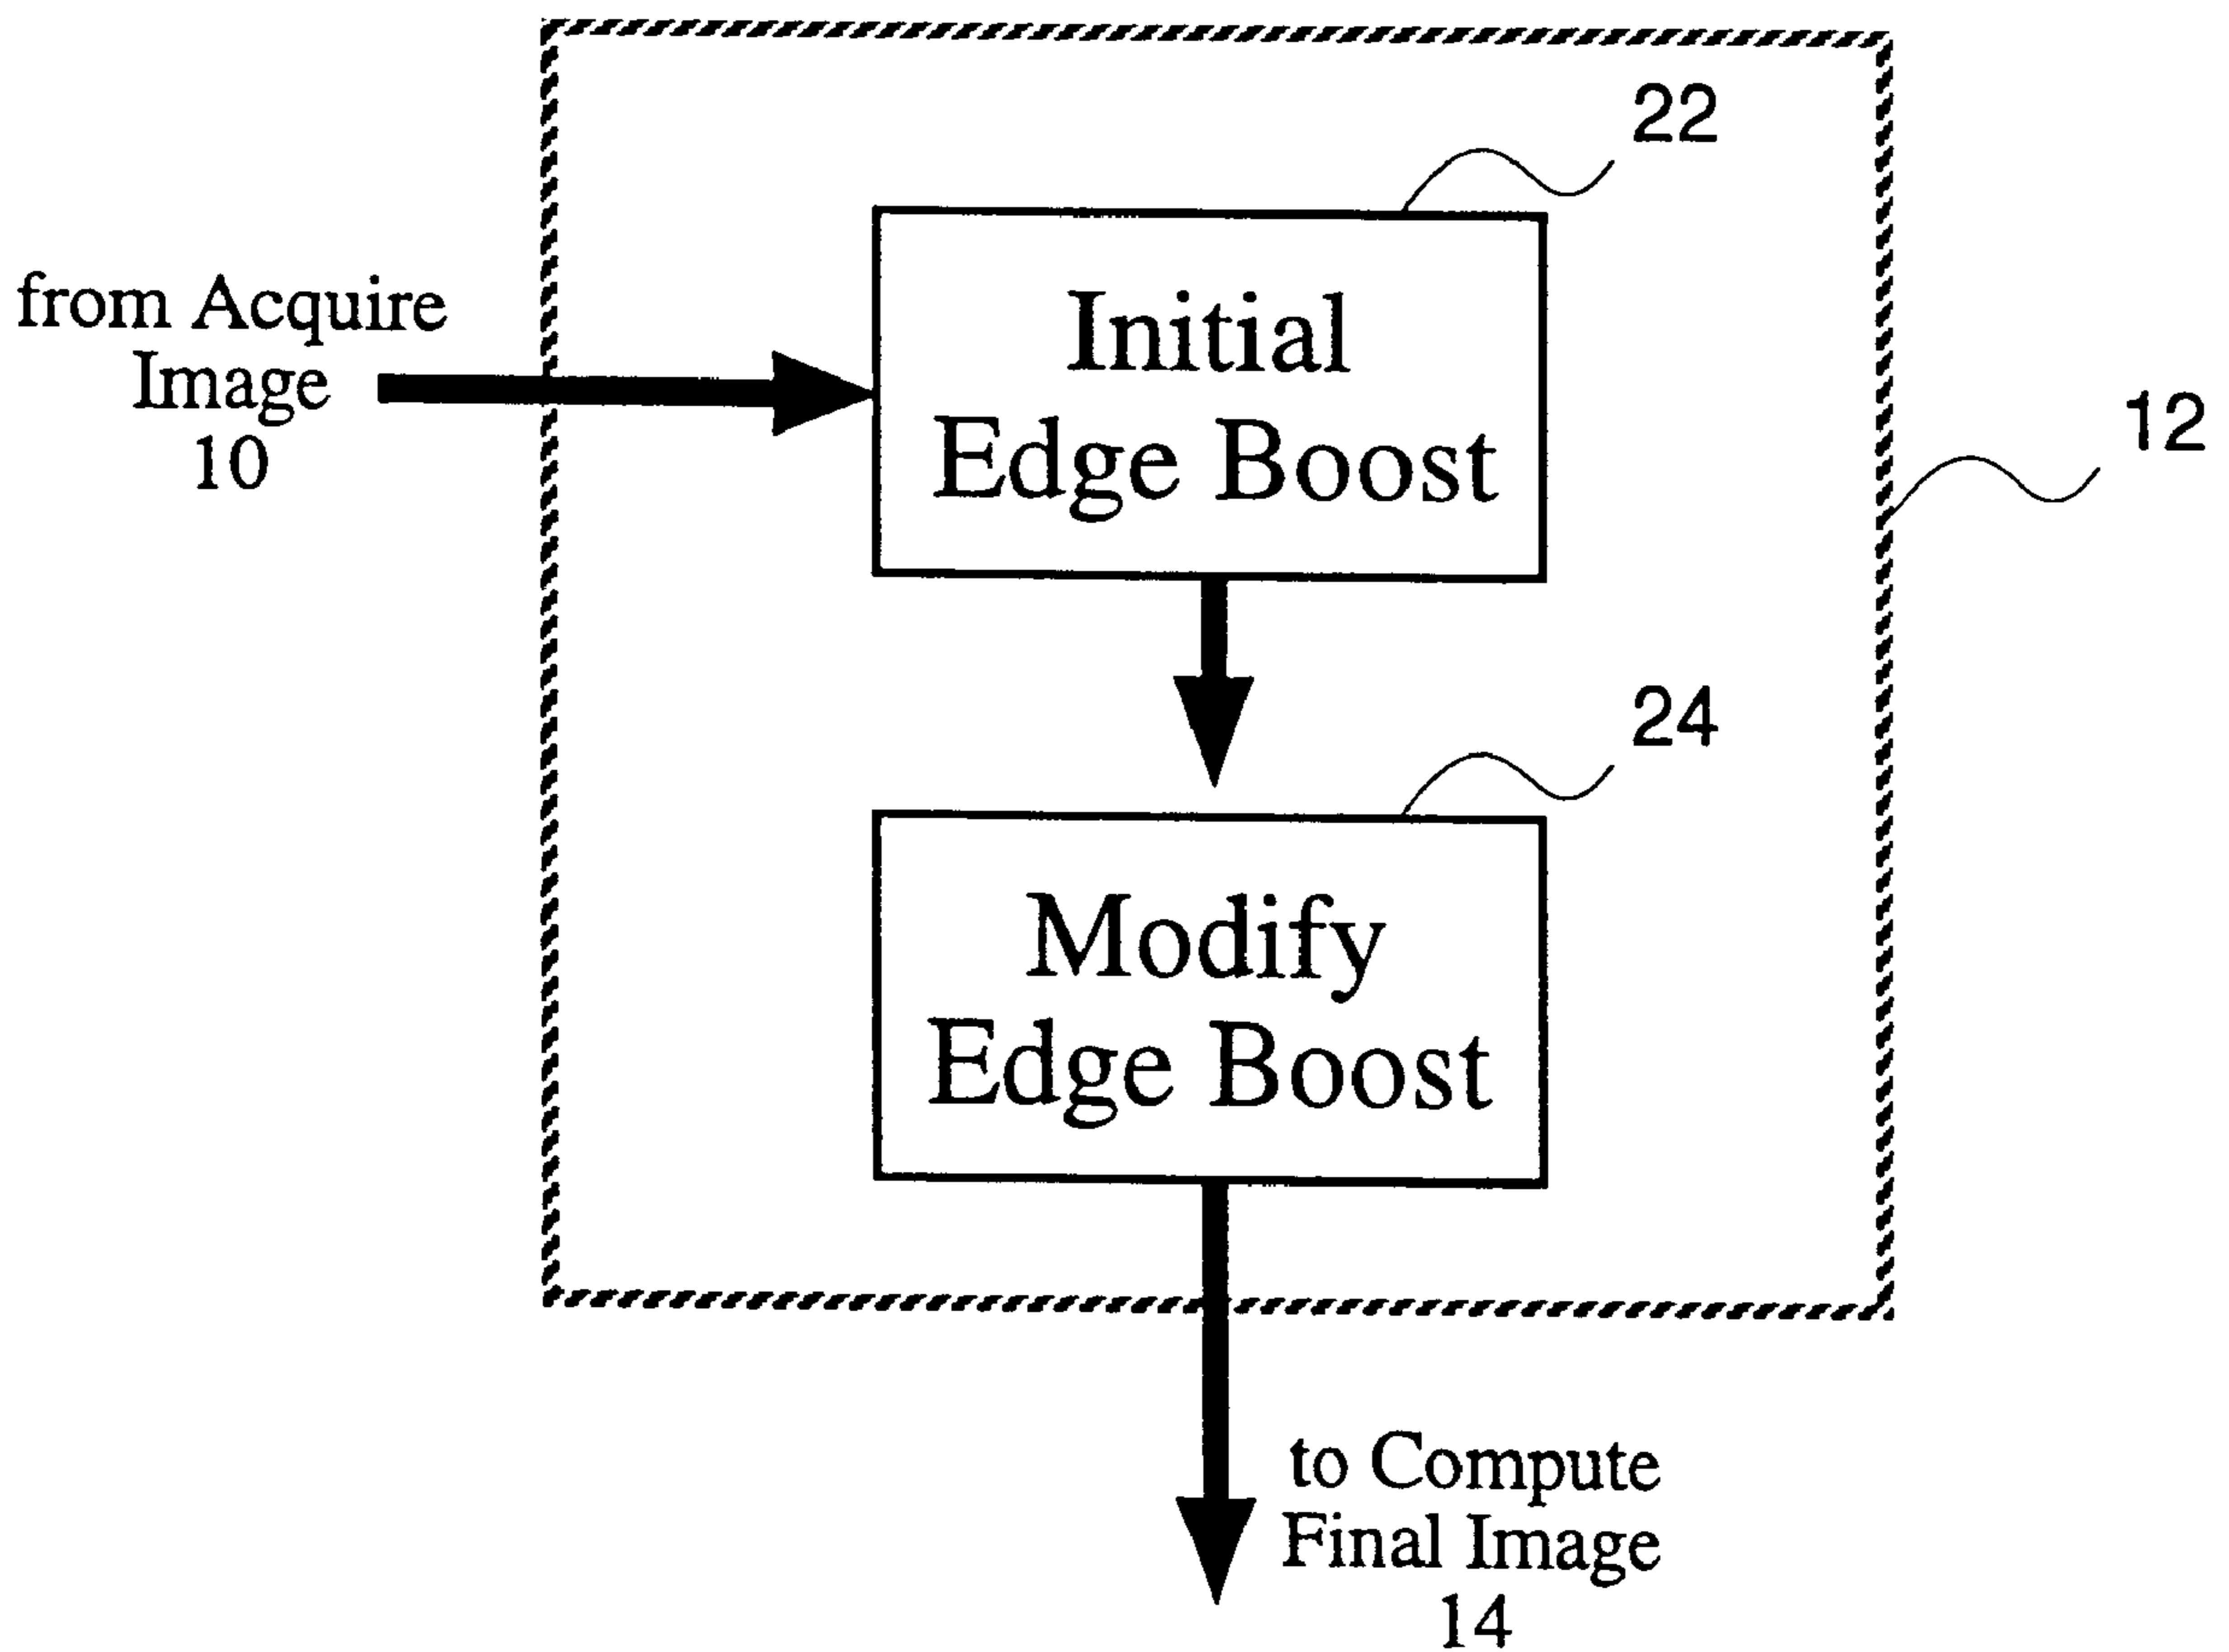 22
from Acquire
Image
10
Initial
Edge Boost
12
24
Modify
Edge Boost
to Compute
Final Image
14